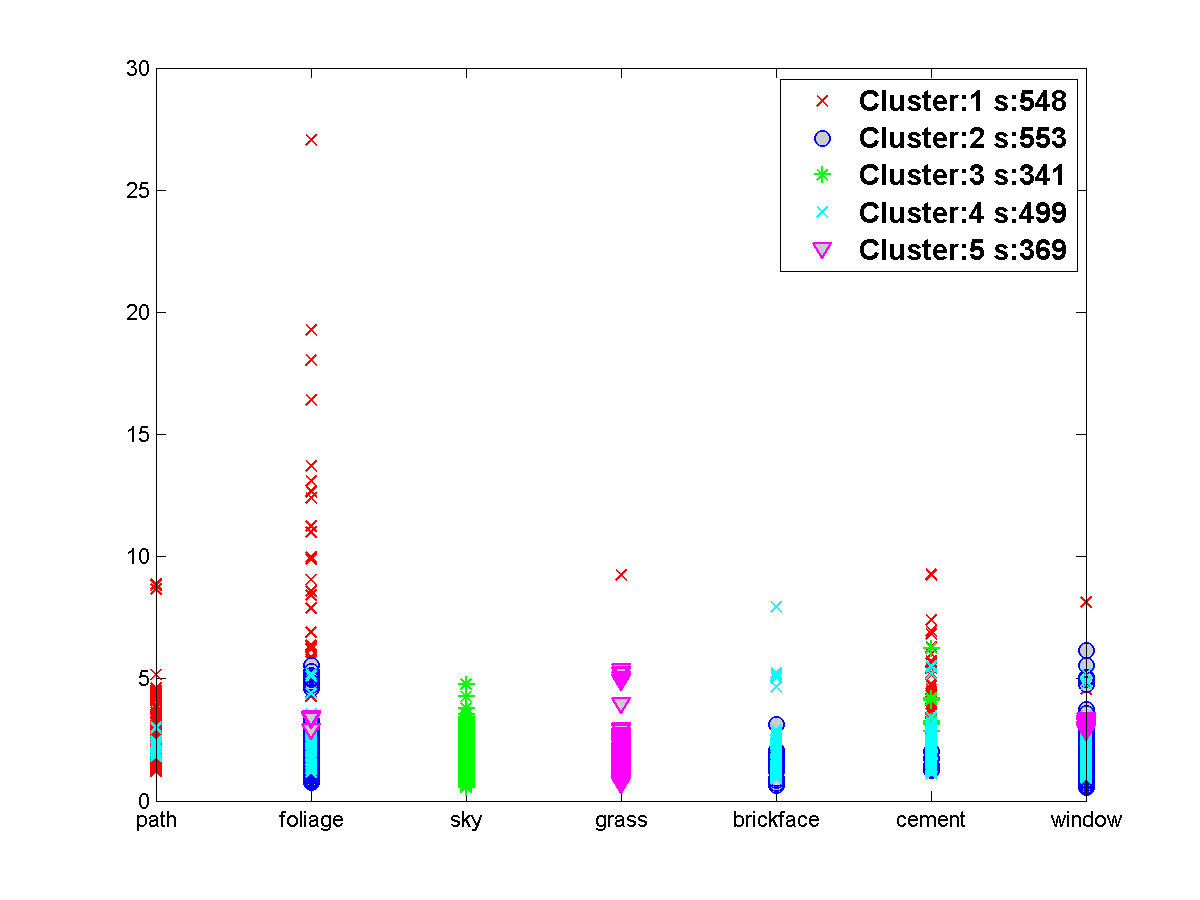 30
25
20
15
10
5
0
path foliage sky grass brickface cement window
Cluster:1 s:548
Cluster:2 s:553
Cluster:3 s:341
Cluster:4 s:499
Cluster:5 s:369